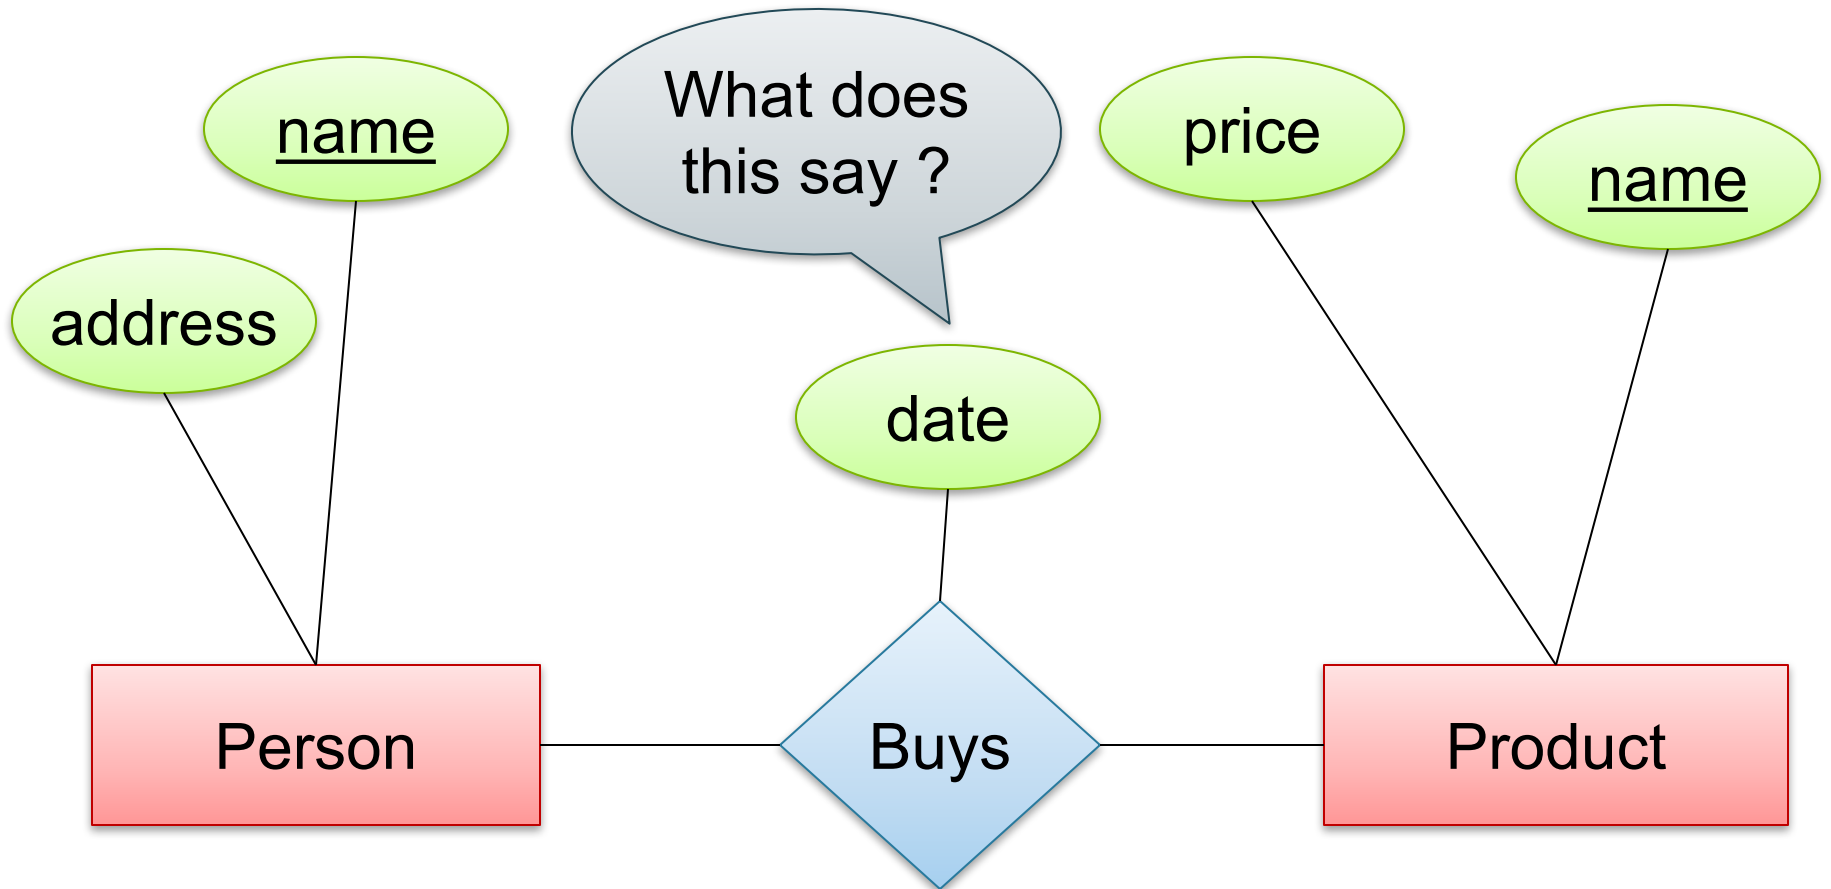 What does
this say ?
name
price
name
address
date
Person
Buys
Product